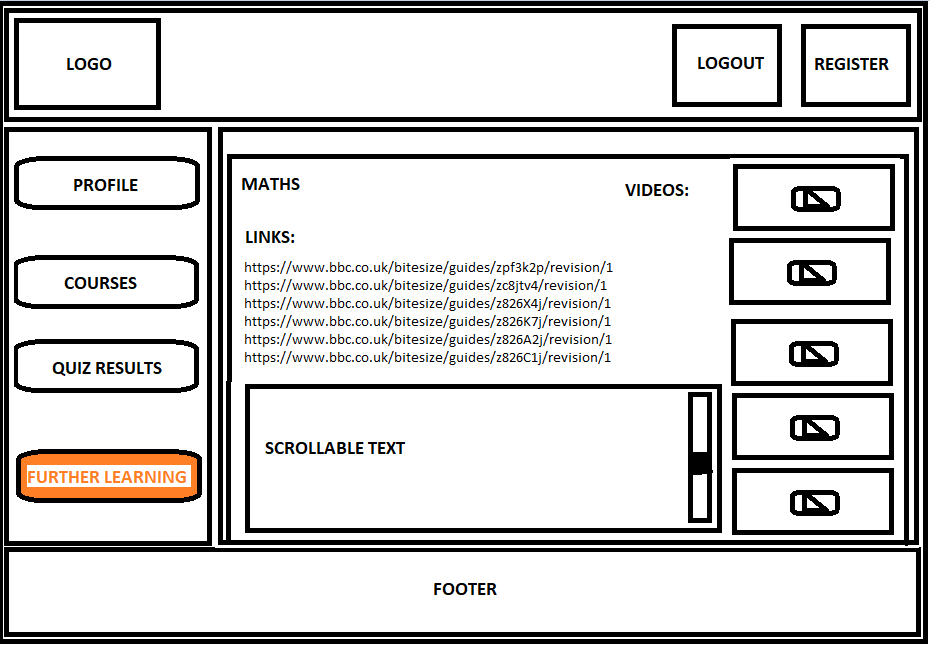 LOGO
LOGOUT
REGISTER
PROFILE
COURSES
QUIZ RESULTS
FURTHER LEARNING
MATHS
VIDEOS:
LINKS:
https://www.bbc.co.uk/bitesize/guides/zpf3k2p/revision/1
https://www.bbc.co.uk/bitesize/guides/zc8jtv4/revision/1
https://www.bbc.co.uk/bitesize/guides/z826X4j/revision/1
https://www.bbc.co.uk/bitesize/guides/z826K7j/revision/1
https://www.bbc.co.uk/bitesize/guides/z826A2j/revision/1
https://www.bbc.co.uk/bitesize/guides/z826C1j/revision/1
SCROLLABLE TEXT
FOOTER